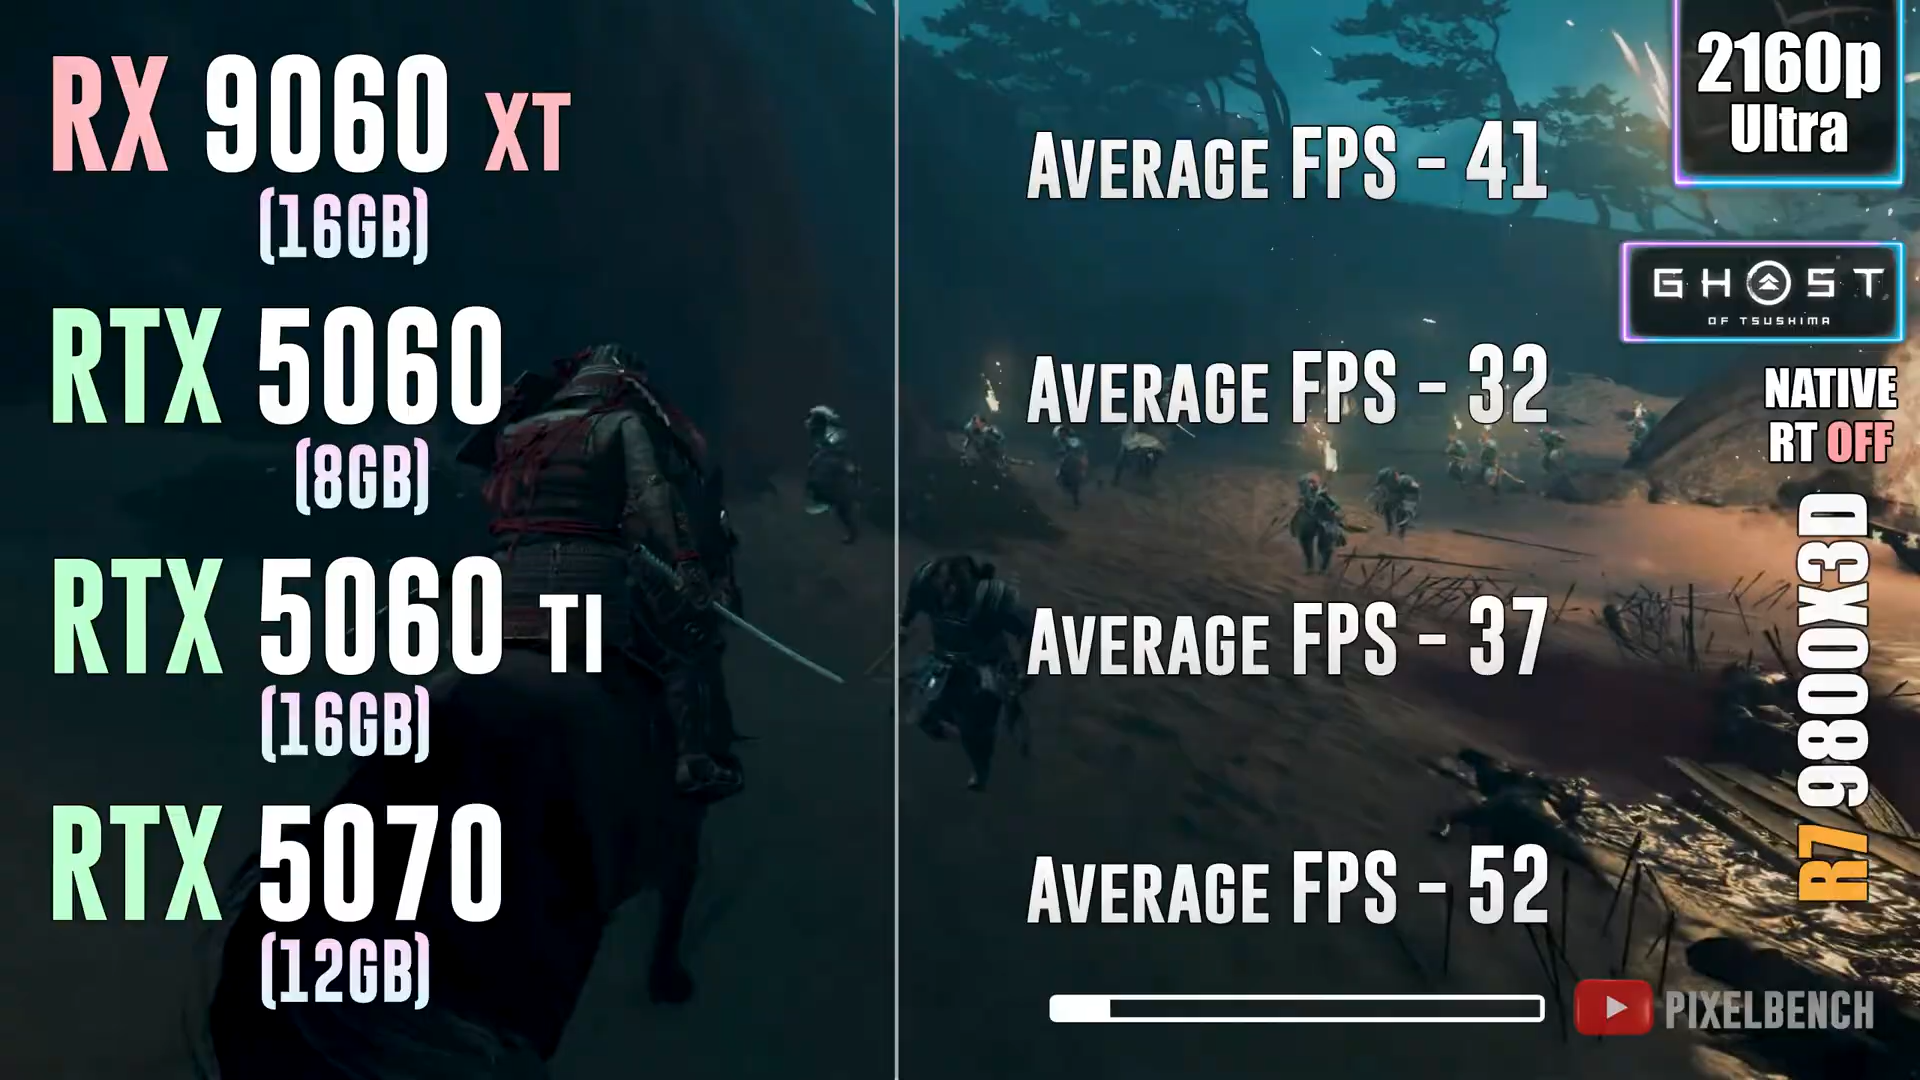 RX 9060 XT
(16GB)
Average FPS - 41
RTX 5060
(8GB)
Average FPS - 32
RTX 5060 TI
(16GB)
Average FPS - 37
RTX 5070
(12GB)
Average FPS - 52
2160p
Ultra
GHOST
OF TSUSHIMA
NATIVE
RT OFF
R7 9800X3D
PIXELBENCH